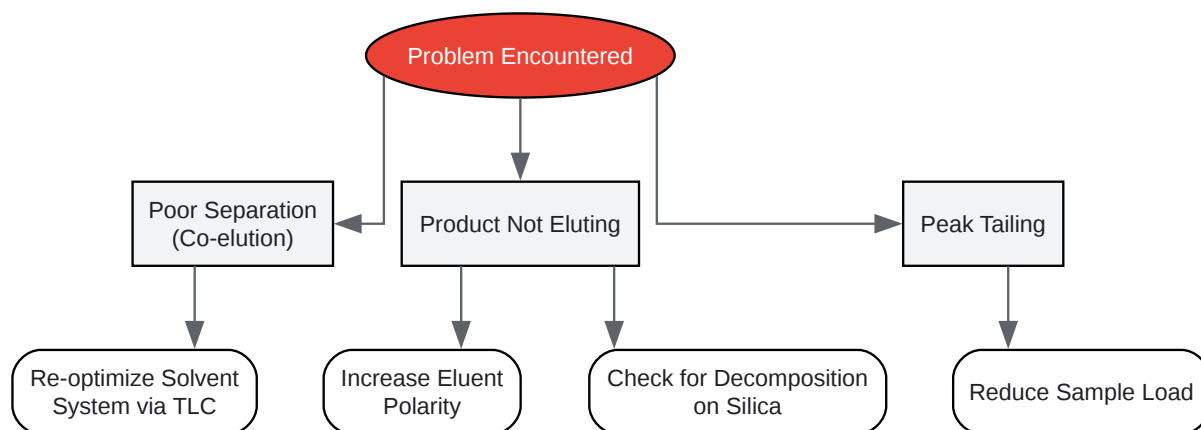 Problem Encountered
Poor Separation
(Co-elution)
Product Not Eluting
Peak Tailing
Re-optimize Solvent
System via TLC
Increase Eluent
Polarity
Check for Decomposition
on Silica
Reduce Sample Load